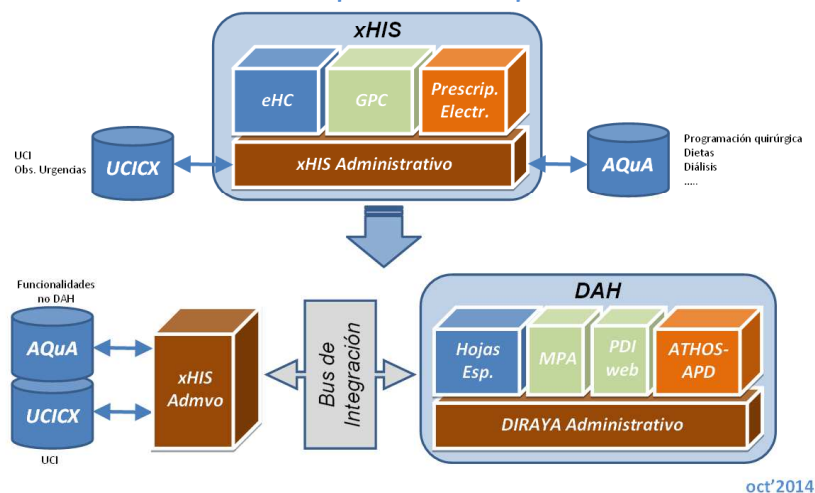 xHIS
eHC
GPC
Prescrip.
Electr.
xHIS Administrativo
UCI
Obs. Urgencias
UCICX
AQuA
Programación quirúrgica
Dietas
Diálisis
.....
Funcionalidades
no DAH
AQuA
UCICX
UCI
xHIS
Admvo
Bus de
Integración
DAH
Hojas
Esp.
MPA
PDI
web
ATHOS-
APD
DIRAYA Administrativo
oct'2014